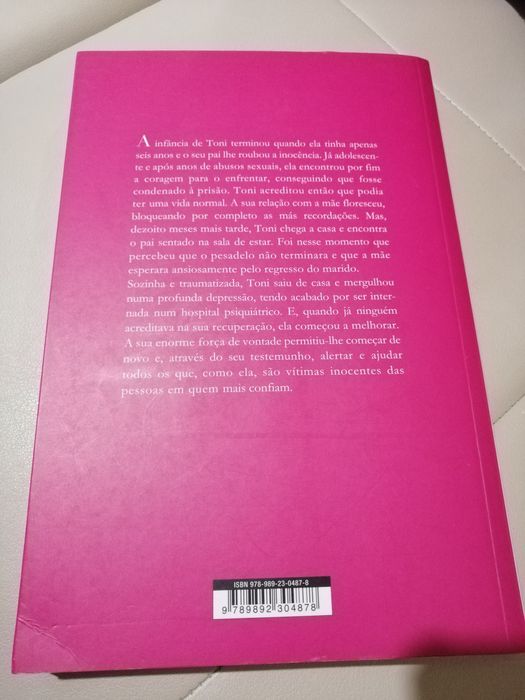 A infância de Toni terminou quando ela tinha apenas
seis anos e o seu pai lhe roubou a inocência. Já adolescen-
te e após anos de abusos sexuais, ela encontrou por fim
a coragem para o enfrentar, conseguindo que fosse
condenado à prisão. Toni acreditou então que podia
ter uma vida normal. A sua relação com a mãe floresceu,
bloqueando por completo as más recordações. Mas,
dezoito meses mais tarde, Toni chega a casa e encontra
o pai sentado na sala de estar. Foi nesse momento que
percebeu que o pesadelo não terminara e que a mãe
esperara ansiosamente pelo regresso do marido.
Sozinha e traumatizada, Toni saiu de casa e mergulhou
numa profunda depressão, tendo acabado por ser inter-
nada num hospital psiquiátrico. E, quando já ninguém
acreditava na sua recuperação, ela começou a melhorar.
A sua enorme força de vontade permitiu-lhe começar de
novo e, através do seu testemunho, alertar e ajudar
todos os que, como ela, são vítimas inocentes das
pessoas em quem mais confiam.
ISBN 978-989-23-0487-8
9 789892 304878